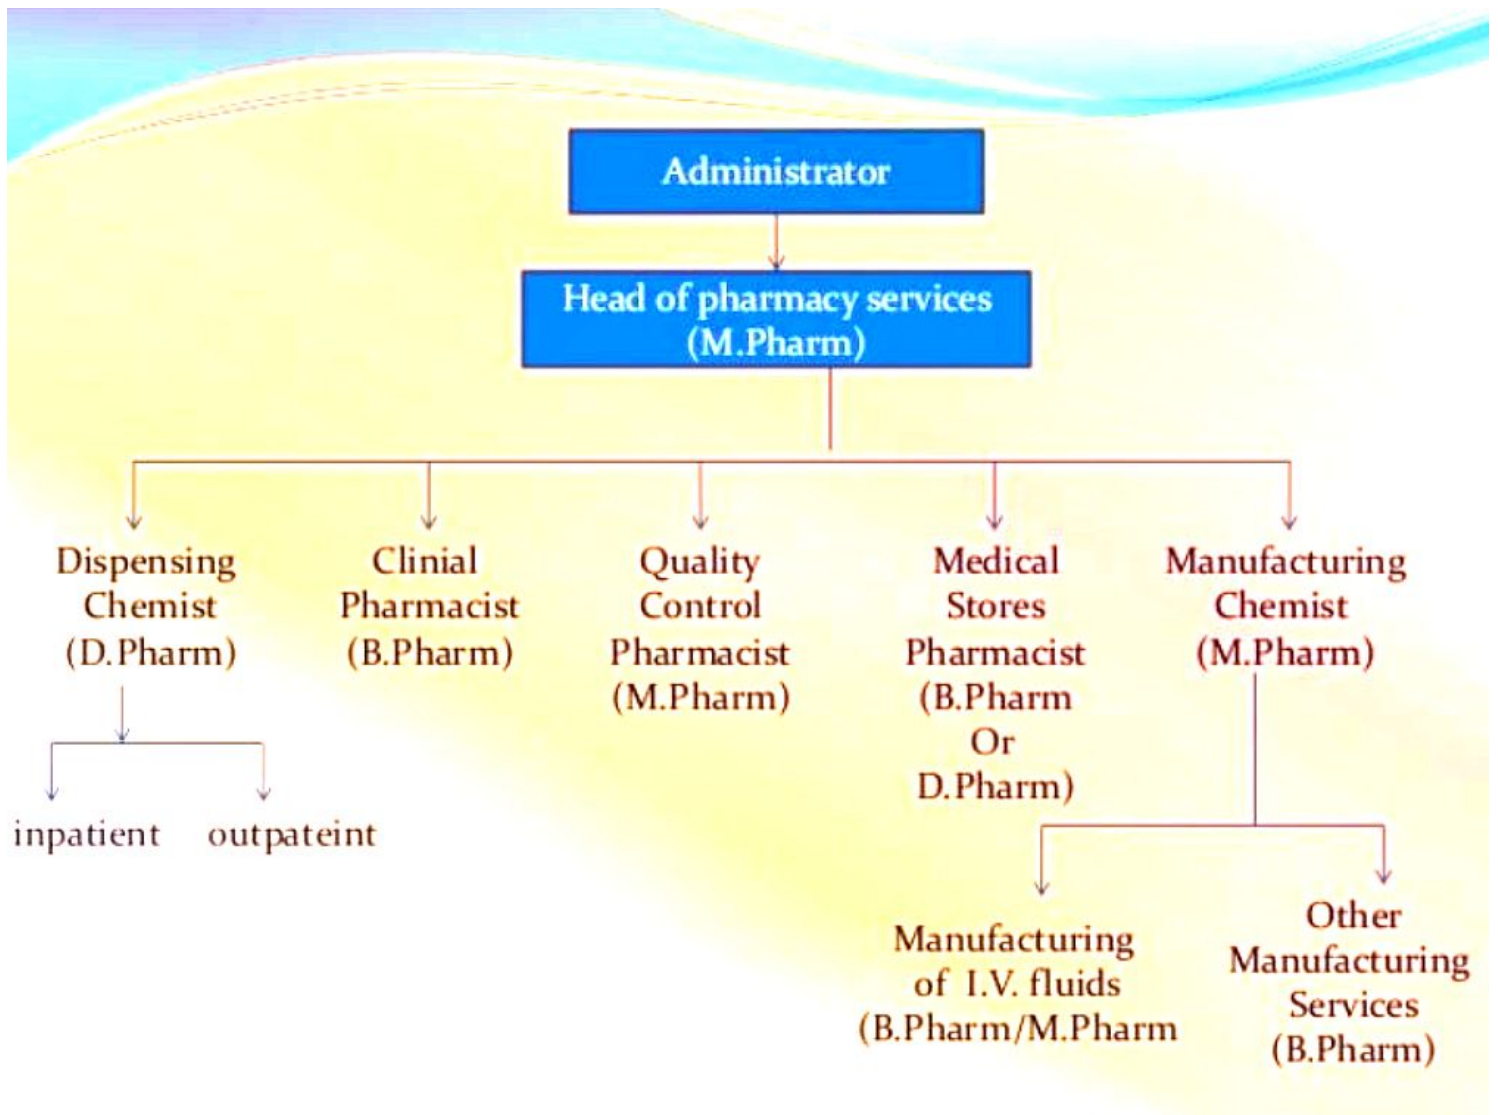 Administrator
Head of pharmacy services
(M.Pharm)
Dispensing
Chemist
(D.Pharm)
Clinial
Pharmacist
(B.Pharm)
Quality
Control
Pharmacist
(M.Pharm)
Medical
Stores
Pharmacist
(B.Pharm
Or
D.Pharm)
Manufacturing
Chemist
(M.Pharm)
inpatient
outpateint
Manufacturing
of I.V. fluids
(B.Pharm/M.Pharm
Other
Manufacturing
Services
(B.Pharm)